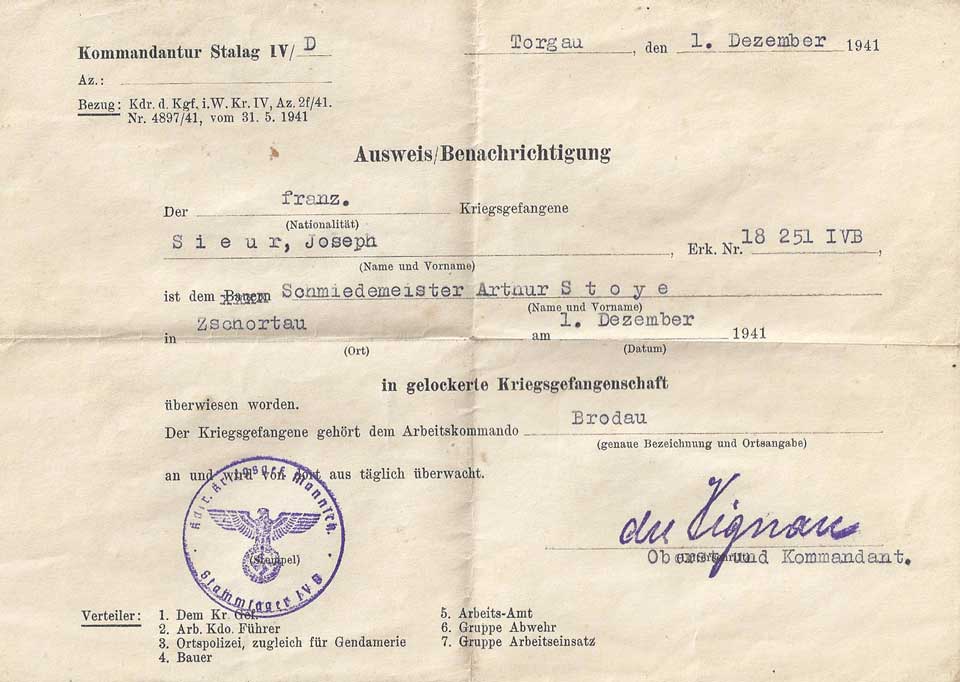 Kommandantur Stalag IV/ D
Torgau, den 1. Dezember 1941
Az.:
Bezug: Kdr. d. Kgf. i. W. Kr. IV, Az. 2f/41.
Nr. 4897/41, vom 31. 5. 1941
Ausweis/Benachrichtigung
Der franz. Kriegsgefangene
(Nationalität)
S i e u r, Joseph, Erk. Nr. 18 251 IVB,
(Name und Vorname)
ist dem Bauern Schmiedemeister Arthur S t o y e
(Name und Vorname)
in Zschortau am 1. Dezember 1941
(Ort) (Datum)
in gelockerte Kriegsgefangenschaft
überwiesen worden.
Der Kriegsgefangene gehört dem Arbeitskommando Brodau
(genaue Bezeichnung und Ortsangabe)
an und wird von dort aus täglich überwacht.
du Vignau
Oberst und Kommandant.
(Stempel)
Stammlager IV B
Verteiler: 1. Dem Kr. Gef.
2. Arb. Kdo. Führer
3. Ortspolizei, zugleich für Gendamerie
4. Bauer
5. Arbeits-Amt
6. Gruppe Abwehr
7. Gruppe Arbeitseinsatz